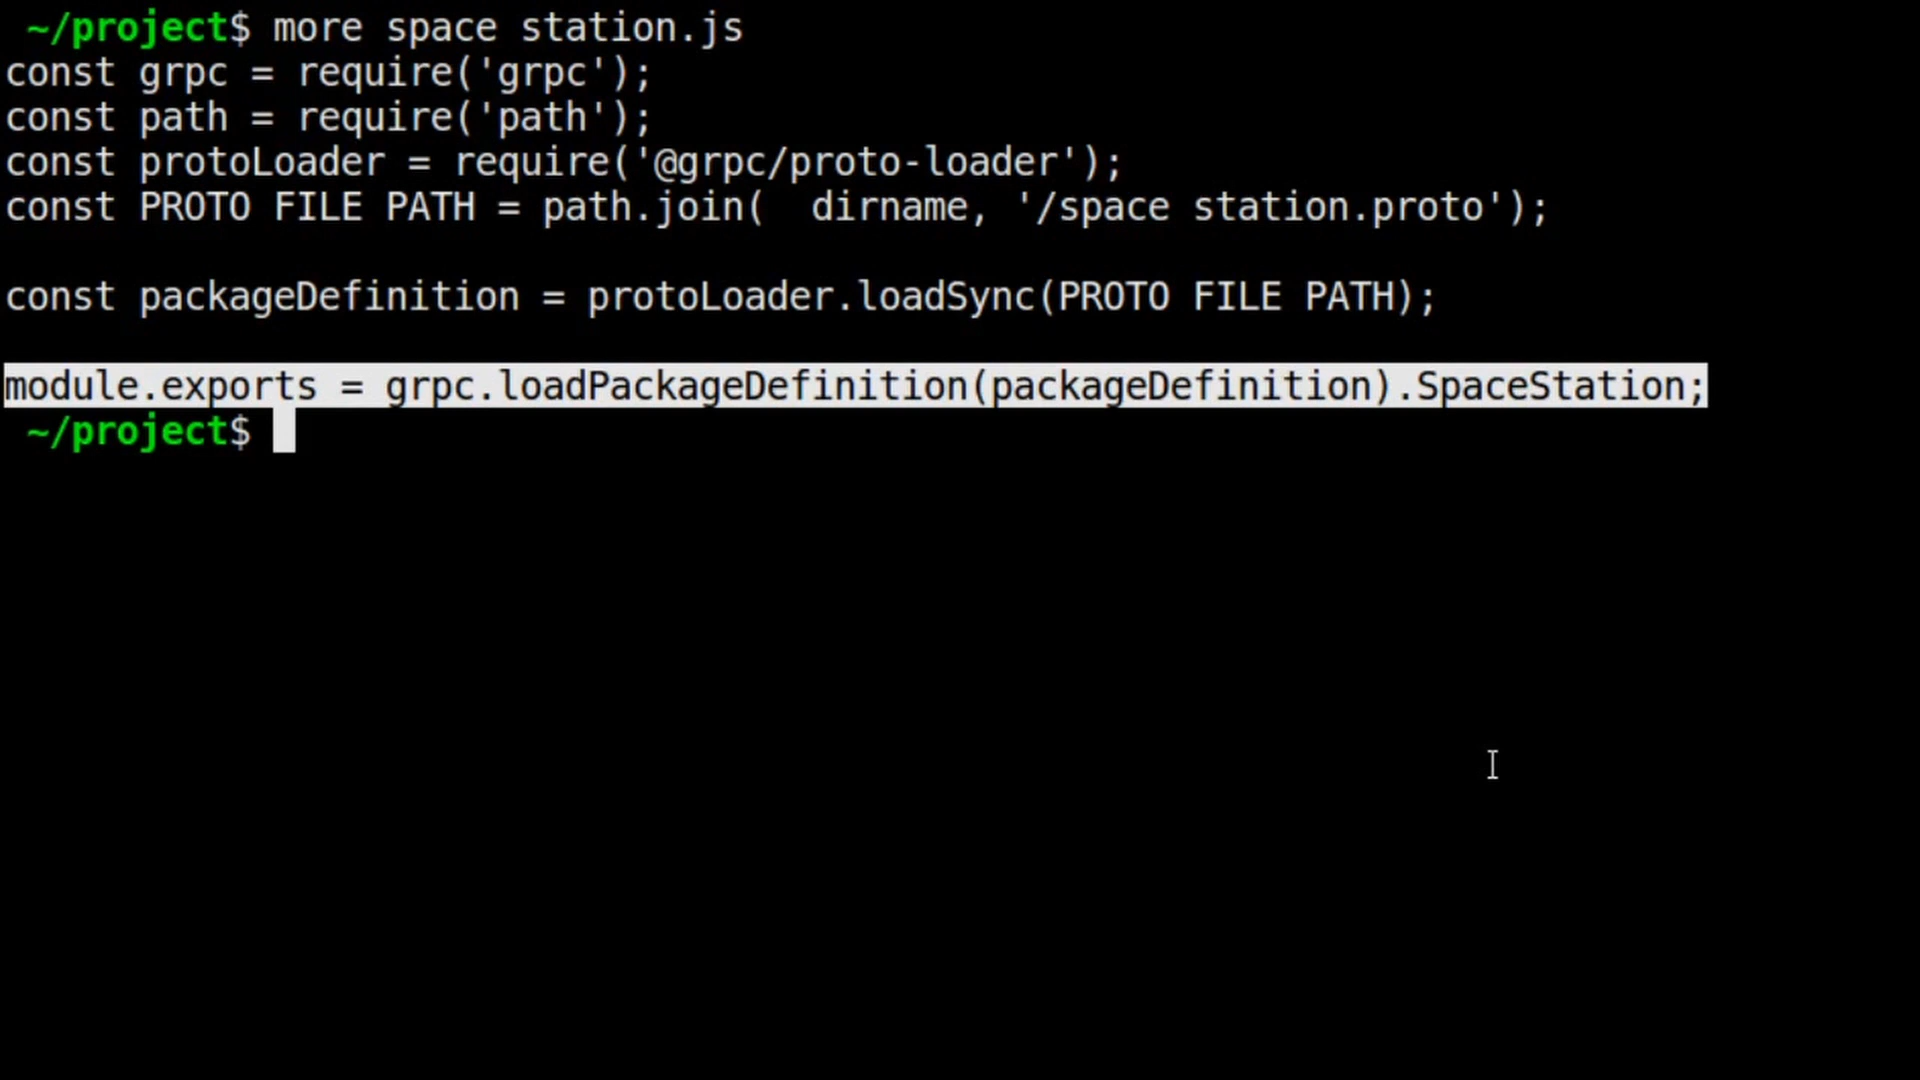 ~/project$ more space station.js
const grpc = require('grpc');
const path = require('path');
const protoLoader = require('@grpc/proto-loader');
const PROTO FILE PATH = path.join(  dirname, '/space station.proto');
const packageDefinition = protoLoader.loadSync(PROTO FILE PATH);
module.exports = grpc.loadPackageDefinition(packageDefinition).SpaceStation;
~/project$